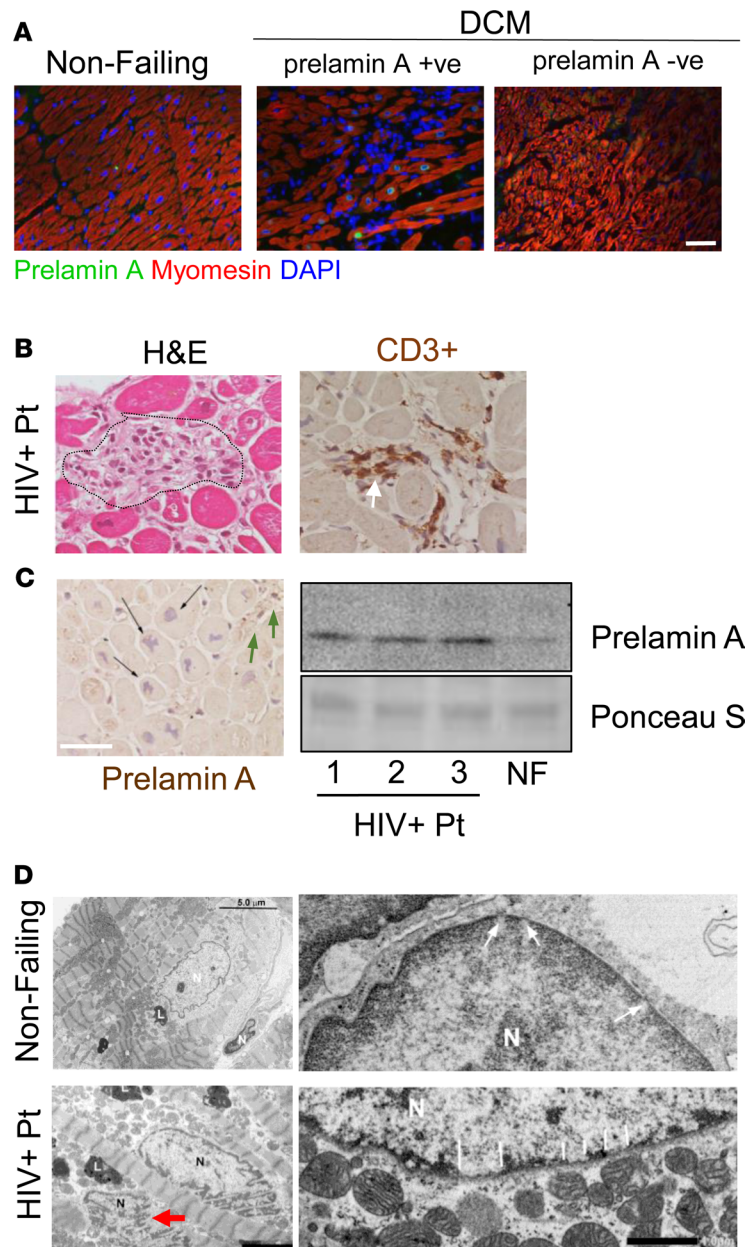 A
DCM
Non-Failing
prelamin A +ve
prelamin A -ve
Prelamin A Myomesin DAPI
B
H&E
CD3+
HIV+ Pt
C
Prelamin A
Ponceau S
Prelamin A
1 2 3 NF
HIV+ Pt
D
Non-Failing
5.0 µm
N
L
N
N
HIV+ Pt
L
L
N
N
N